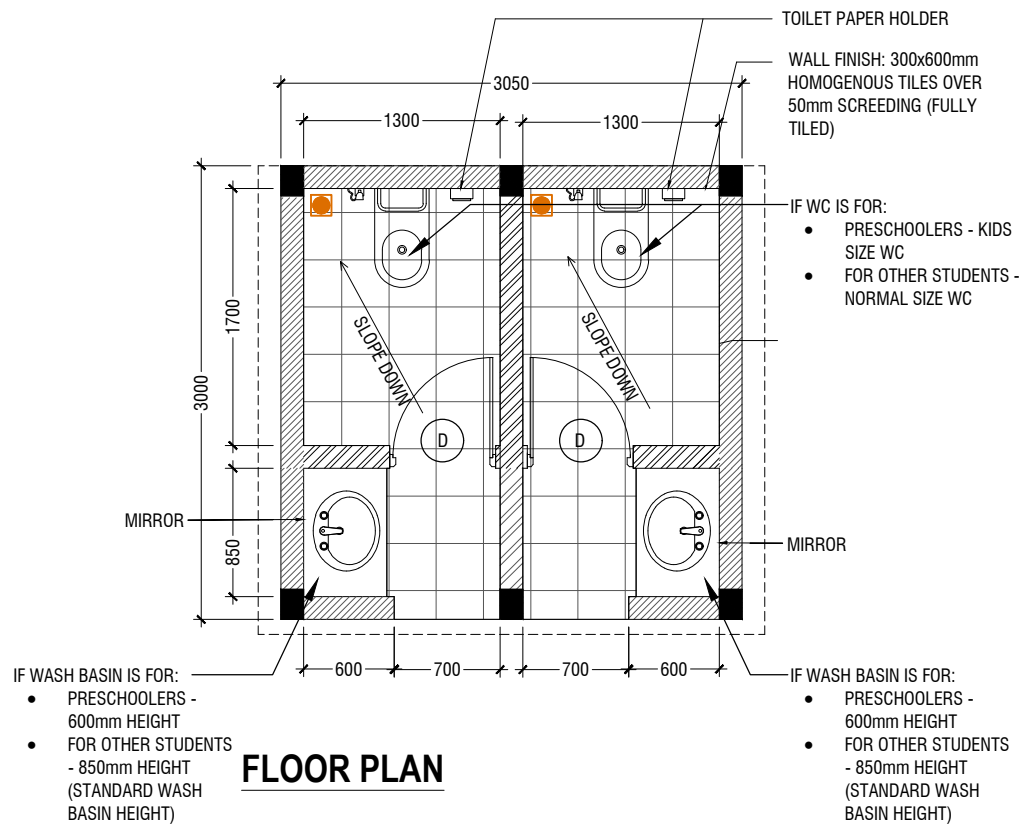 TOILET PAPER HOLDER
WALL FINISH: 300x600mm
HOMOGENOUS TILES OVER
50mm SCREEDING (FULLY
TILED)
3050
1300
1300
IF WC IS FOR:
● PRESCHOOLERS - KIDS
SIZE WC
● FOR OTHER STUDENTS -
NORMAL SIZE WC
1700
3000
SLOPE DOWN
SLOPE DOWN
D
D
MIRROR
850
MIRROR
600
700
700
600
IF WASH BASIN IS FOR:
● PRESCHOOLERS -
600mm HEIGHT
● FOR OTHER STUDENTS
- 850mm HEIGHT
(STANDARD WASH
BASIN HEIGHT)
FLOOR PLAN
IF WASH BASIN IS FOR:
● PRESCHOOLERS -
600mm HEIGHT
● FOR OTHER STUDENTS
- 850mm HEIGHT
(STANDARD WASH
BASIN HEIGHT)